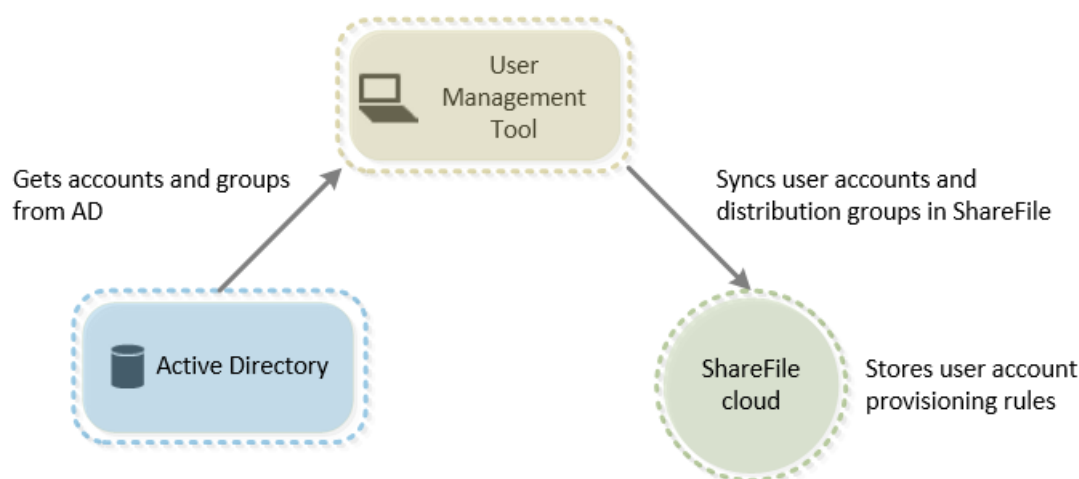 User
Management
Tool
Gets accounts and groups
from AD
Syncs user accounts and
distribution groups in ShareFile
Active Directory
ShareFile
cloud
Stores user account
provisioning rules